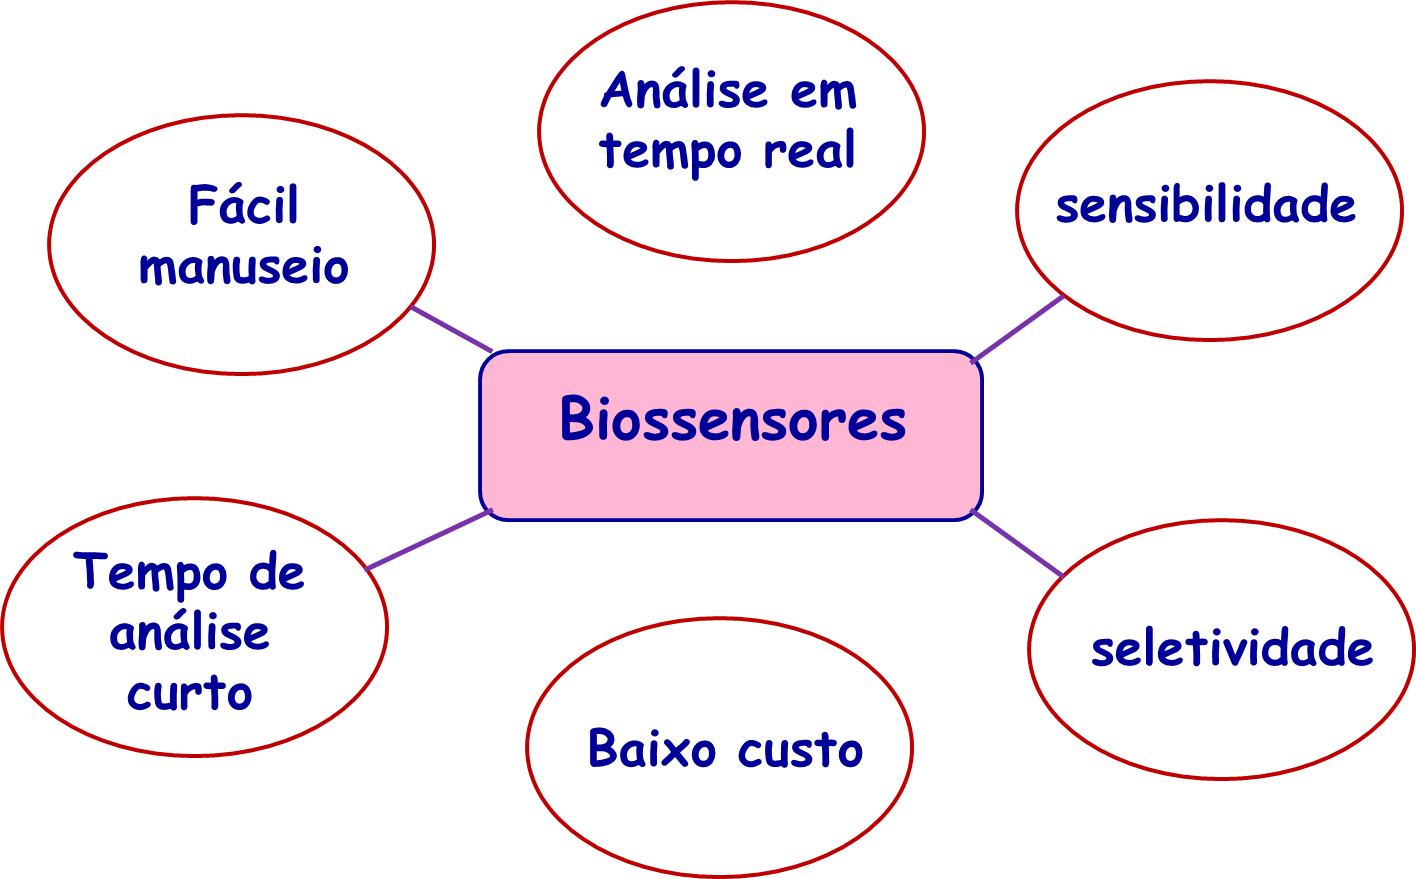 Análise em
tempo real
Fácil
manuseio
sensibilidade
Biossensores
Tempo de
análise
curto
seletividade
Baixo custo